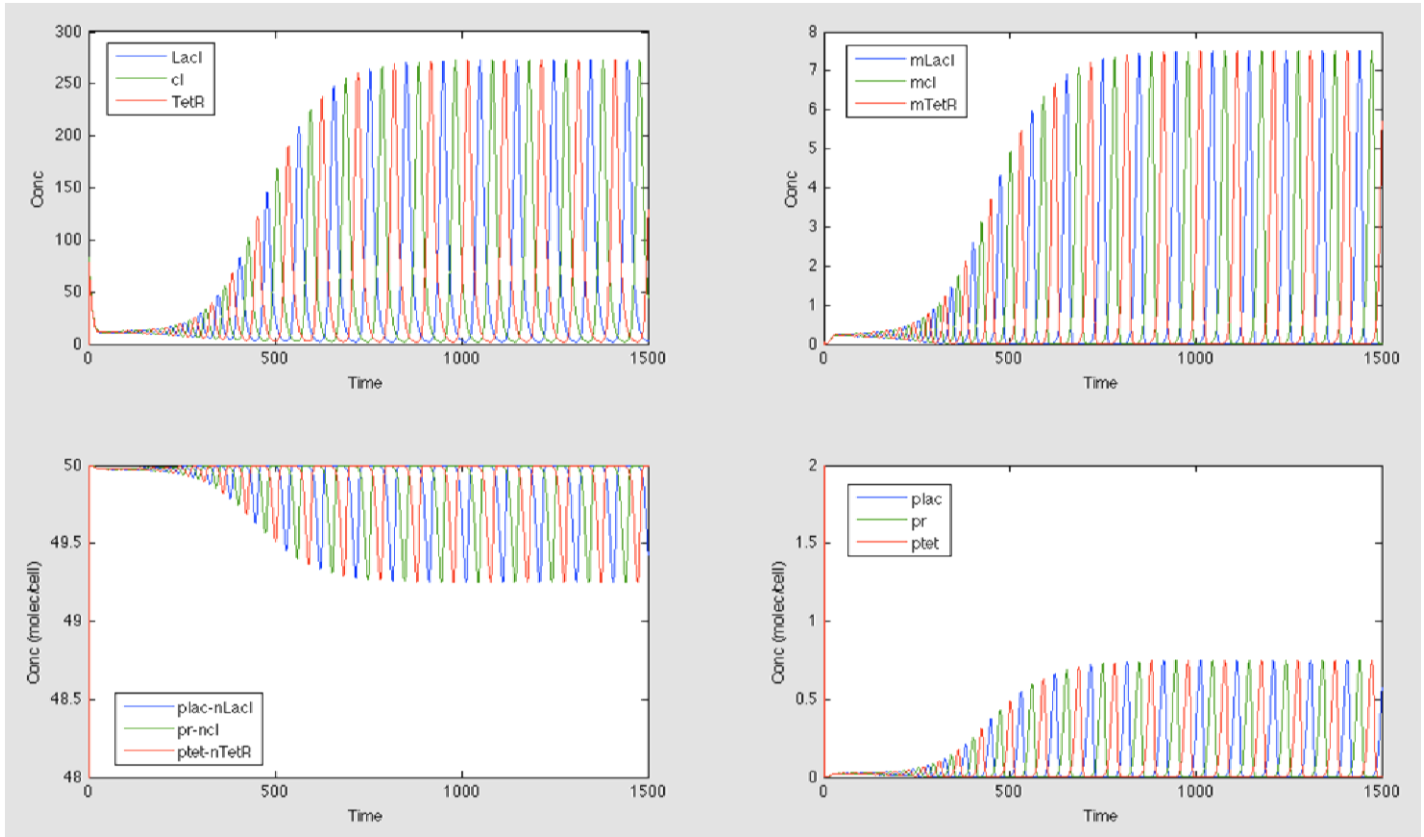 300
250
200
150
100
50
0
Conc
LacI
cI
TetR
0 500 1000 1500
Time
8
7
6
5
4
3
2
1
0
Conc
mLacI
mcI
mTetR
0 500 1000 1500
Time
50
49.5
49
48.5
48
Conc (molec/cell)
plac-nLacI
pr-ncI
ptet-nTetR
0 500 1000 1500
Time
2
1.5
1
0.5
0
Conc (molec/cell)
plac
pr
ptet
0 500 1000 1500
Time